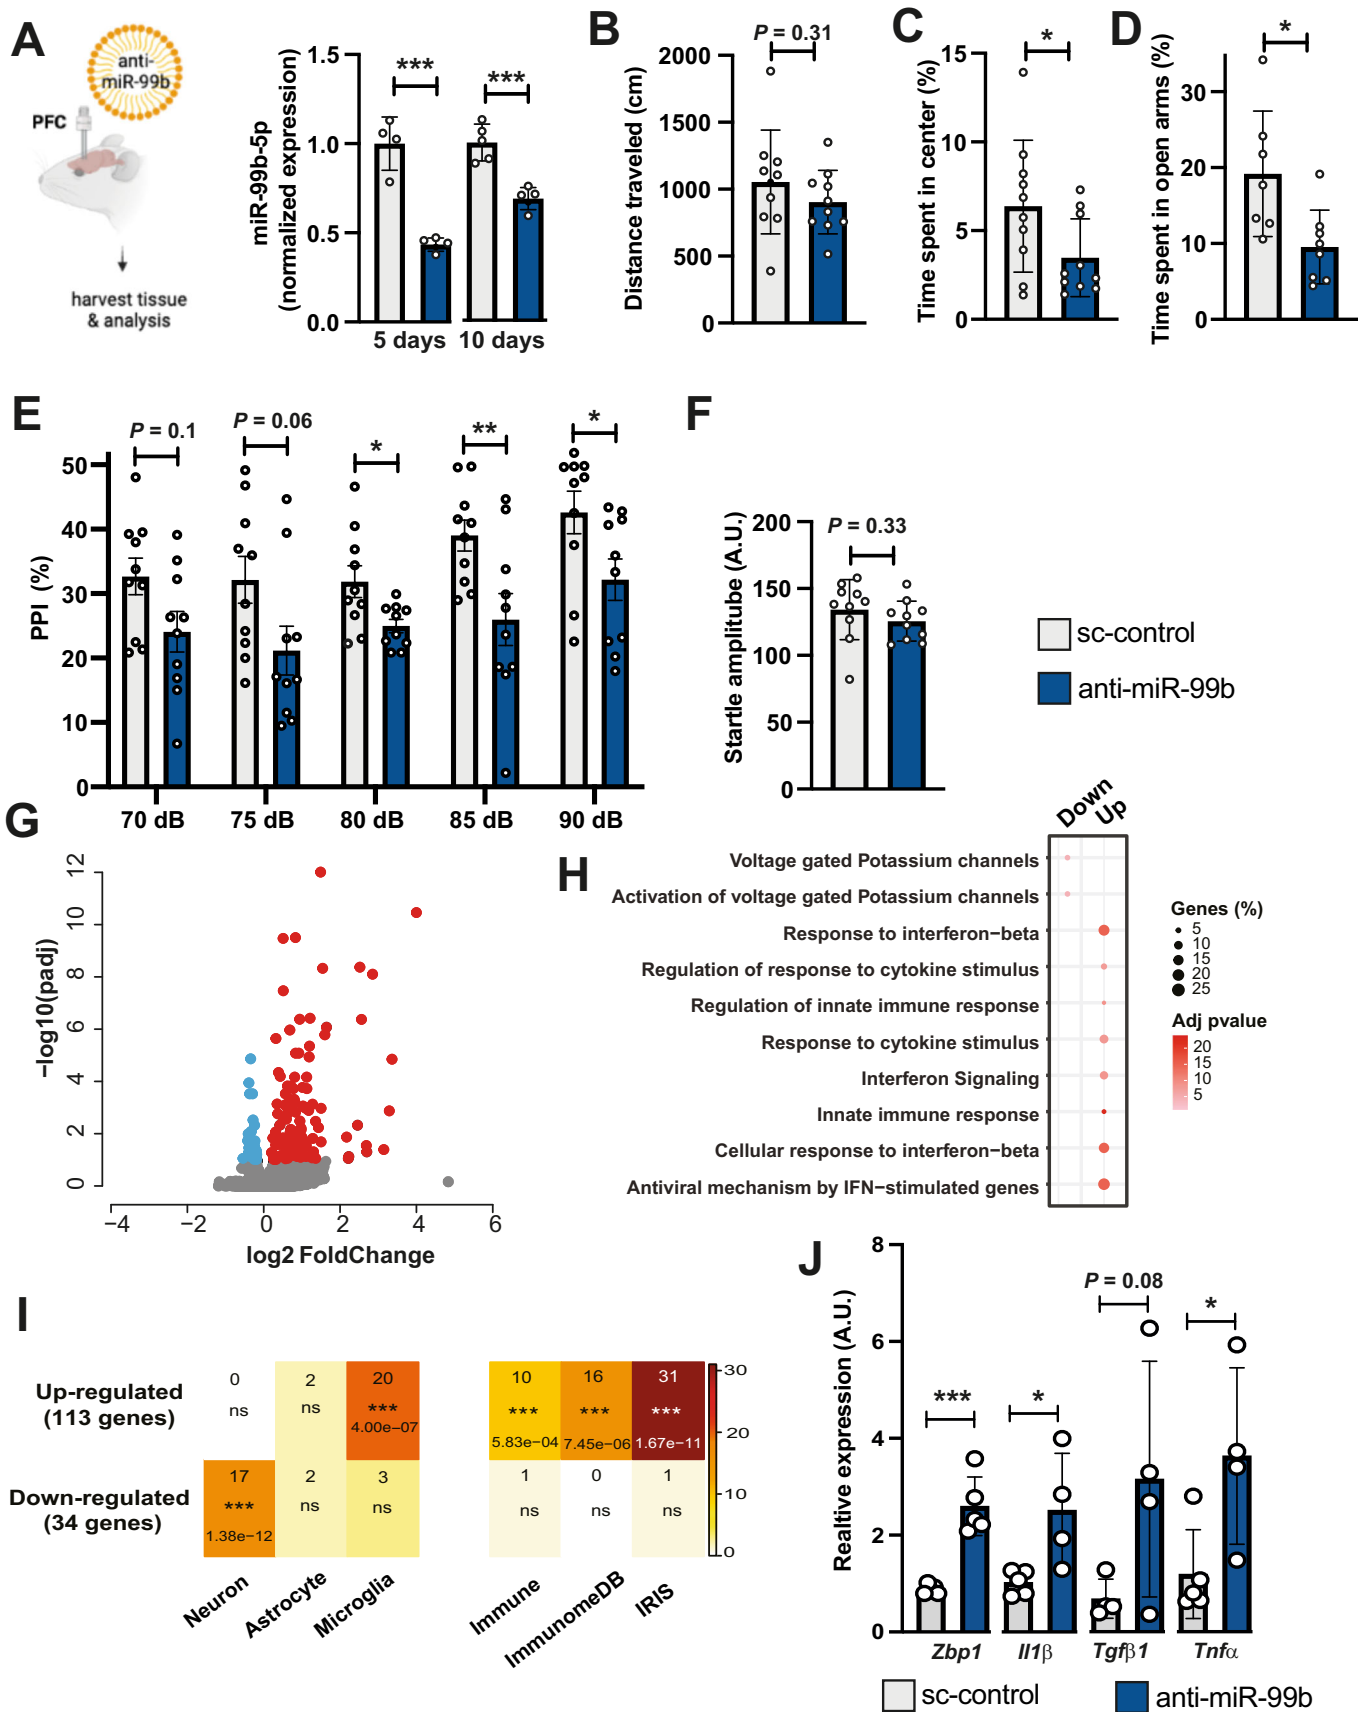 A
anti-
miR-99b
PFC
harvest tissue
& analysis
miR-99b-5p
(normalized expression)
1.5
1.0
0.5
0.0
***
***
5 days
10 days
B
P = 0.31
Distance traveled (cm)
2000
1500
1000
500
0
C
*
Time spent in center (%)
15
10
5
0
D
*
Time spent in open arms (%)
30
20
10
0
E
P = 0.1
P = 0.06
*
**
*
PPI (%)
50
40
30
20
10
0
70 dB
75 dB
80 dB
85 dB
90 dB
F
P = 0.33
Startle amplitube (A.U.)
200
150
100
50
0
sc-control
anti-miR-99b
G
−log10(padj)
12
10
8
6
4
2
0
−4
−2
0
2
4
6
log2 FoldChange
H
Down
Up
Voltage gated Potassium channels
Activation of voltage gated Potassium channels
Response to interferon−beta
Regulation of response to cytokine stimulus
Regulation of innate immune response
Response to cytokine stimulus
Interferon Signaling
Innate immune response
Cellular response to interferon−beta
Antiviral mechanism by IFN−stimulated genes
Genes (%)
5
10
15
20
25
Adj pvalue
20
15
10
5
I
Up-regulated
(113 genes)
Down-regulated
(34 genes)
0
ns
2
ns
20
***
4.00e−07
10
***
5.83e−04
16
***
7.45e−06
31
***
1.67e−11
17
***
1.38e−12
2
ns
3
ns
1
ns
0
ns
1
ns
30
20
10
0
Neuron
Astrocyte
Microglia
Immune
ImmunomeDB
IRIS
J
Realtive expression (A.U.)
8
6
4
2
0
***
*
P = 0.08
*
Zbp1
Il1β
Tgfβ1
Tnfα
sc-control
anti-miR-99b